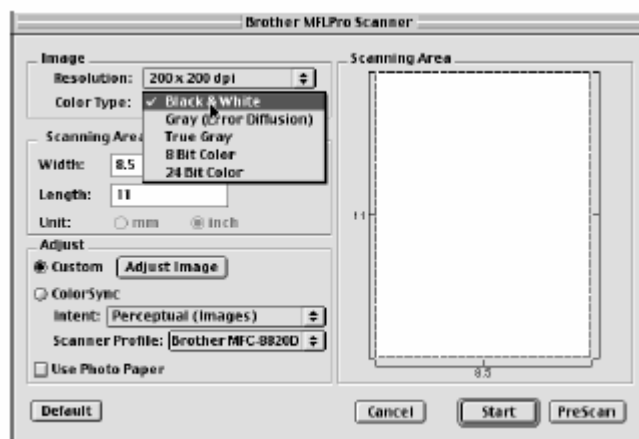 Brother MFLPro Scanner
Image
Resolution: 200 x 200 dpi
Color Type: ✓ Black & White
Gray (Error Diffusion)
True Gray
8 Bit Color
24 Bit Color
Scanning Area
Width: 8.5
Length: 11
Unit: mm inch
Adjust
Custom Adjust Image
ColorSync
Intent: Perceptual (Images)
Scanner Profile: Brother MFC-8820D
Use Photo Paper
Default
Scanning Area
11
8.5
Cancel Start PreScan